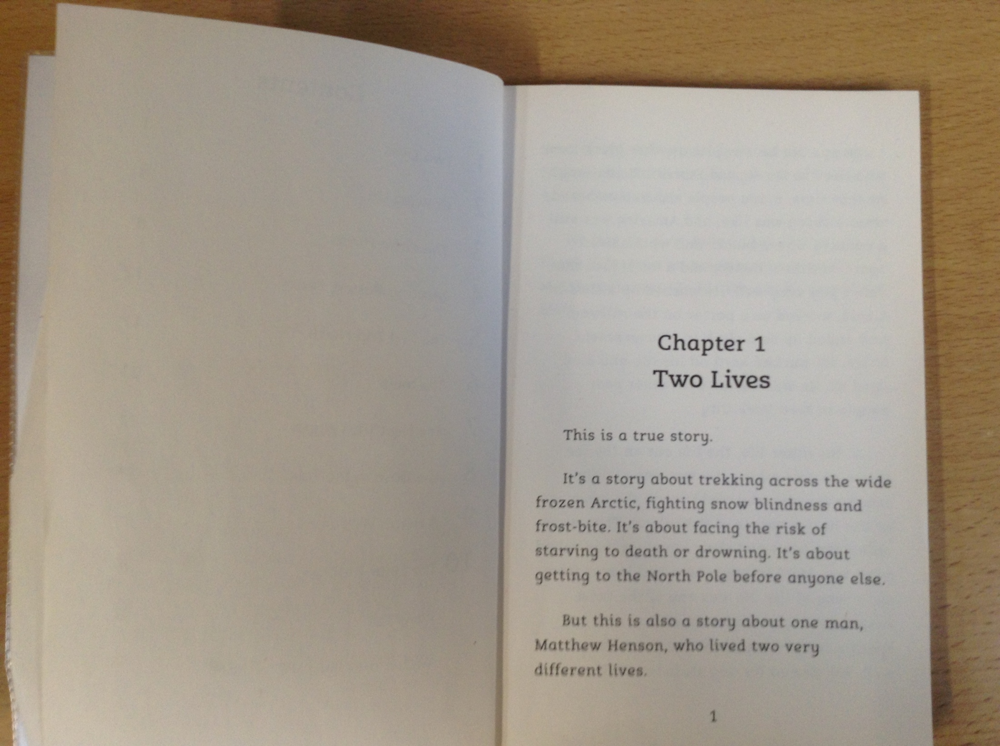 Chapter 1
Two Lives
This is a true story.
It's a story about trekking across the wide
frozen Arctic, fighting snow blindness and
frost-bite. It's about facing the risk of
starving to death or drowning. It's about
getting to the North Pole before anyone else.
But this is also a story about one man,
Matthew Henson, who lived two very
different lives.
1